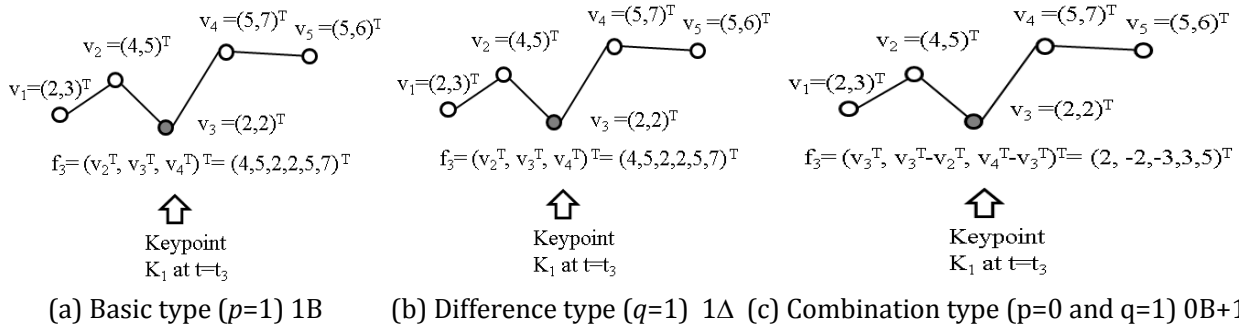 v₄ =(5,7)ᵀ
v₂ =(4,5)ᵀ
v₅ =(5,6)ᵀ
v₁=(2,3)ᵀ
v₃ =(2,2)ᵀ
f₃= (v₂ᵀ, v₃ᵀ, v₄ᵀ) ᵀ= (4,5,2,2,5,7)ᵀ
Keypoint
K₁ at t=t₃
(a) Basic type (p=1) 1B
v₄ =(5,7)ᵀ
v₂ =(4,5)ᵀ
v₅ =(5,6)ᵀ
v₁=(2,3)ᵀ
v₃ =(2,2)ᵀ
f₃= (v₂ᵀ, v₃ᵀ, v₄ᵀ) ᵀ= (4,5,2,2,5,7)ᵀ
Keypoint
K₁ at t=t₃
(b) Difference type (q=1) 1Δ
v₄ =(5,7)ᵀ
v₂ =(4,5)ᵀ
v₅ =(5,6)ᵀ
v₁=(2,3)ᵀ
v₃ =(2,2)ᵀ
f₃= (v₃ᵀ, v₃ᵀ-v₂ᵀ, v₄ᵀ-v₃ᵀ)ᵀ= (2, -2,-3,3,5)ᵀ
Keypoint
K₁ at t=t₃
(c) Combination type (p=0 and q=1) 0B+1